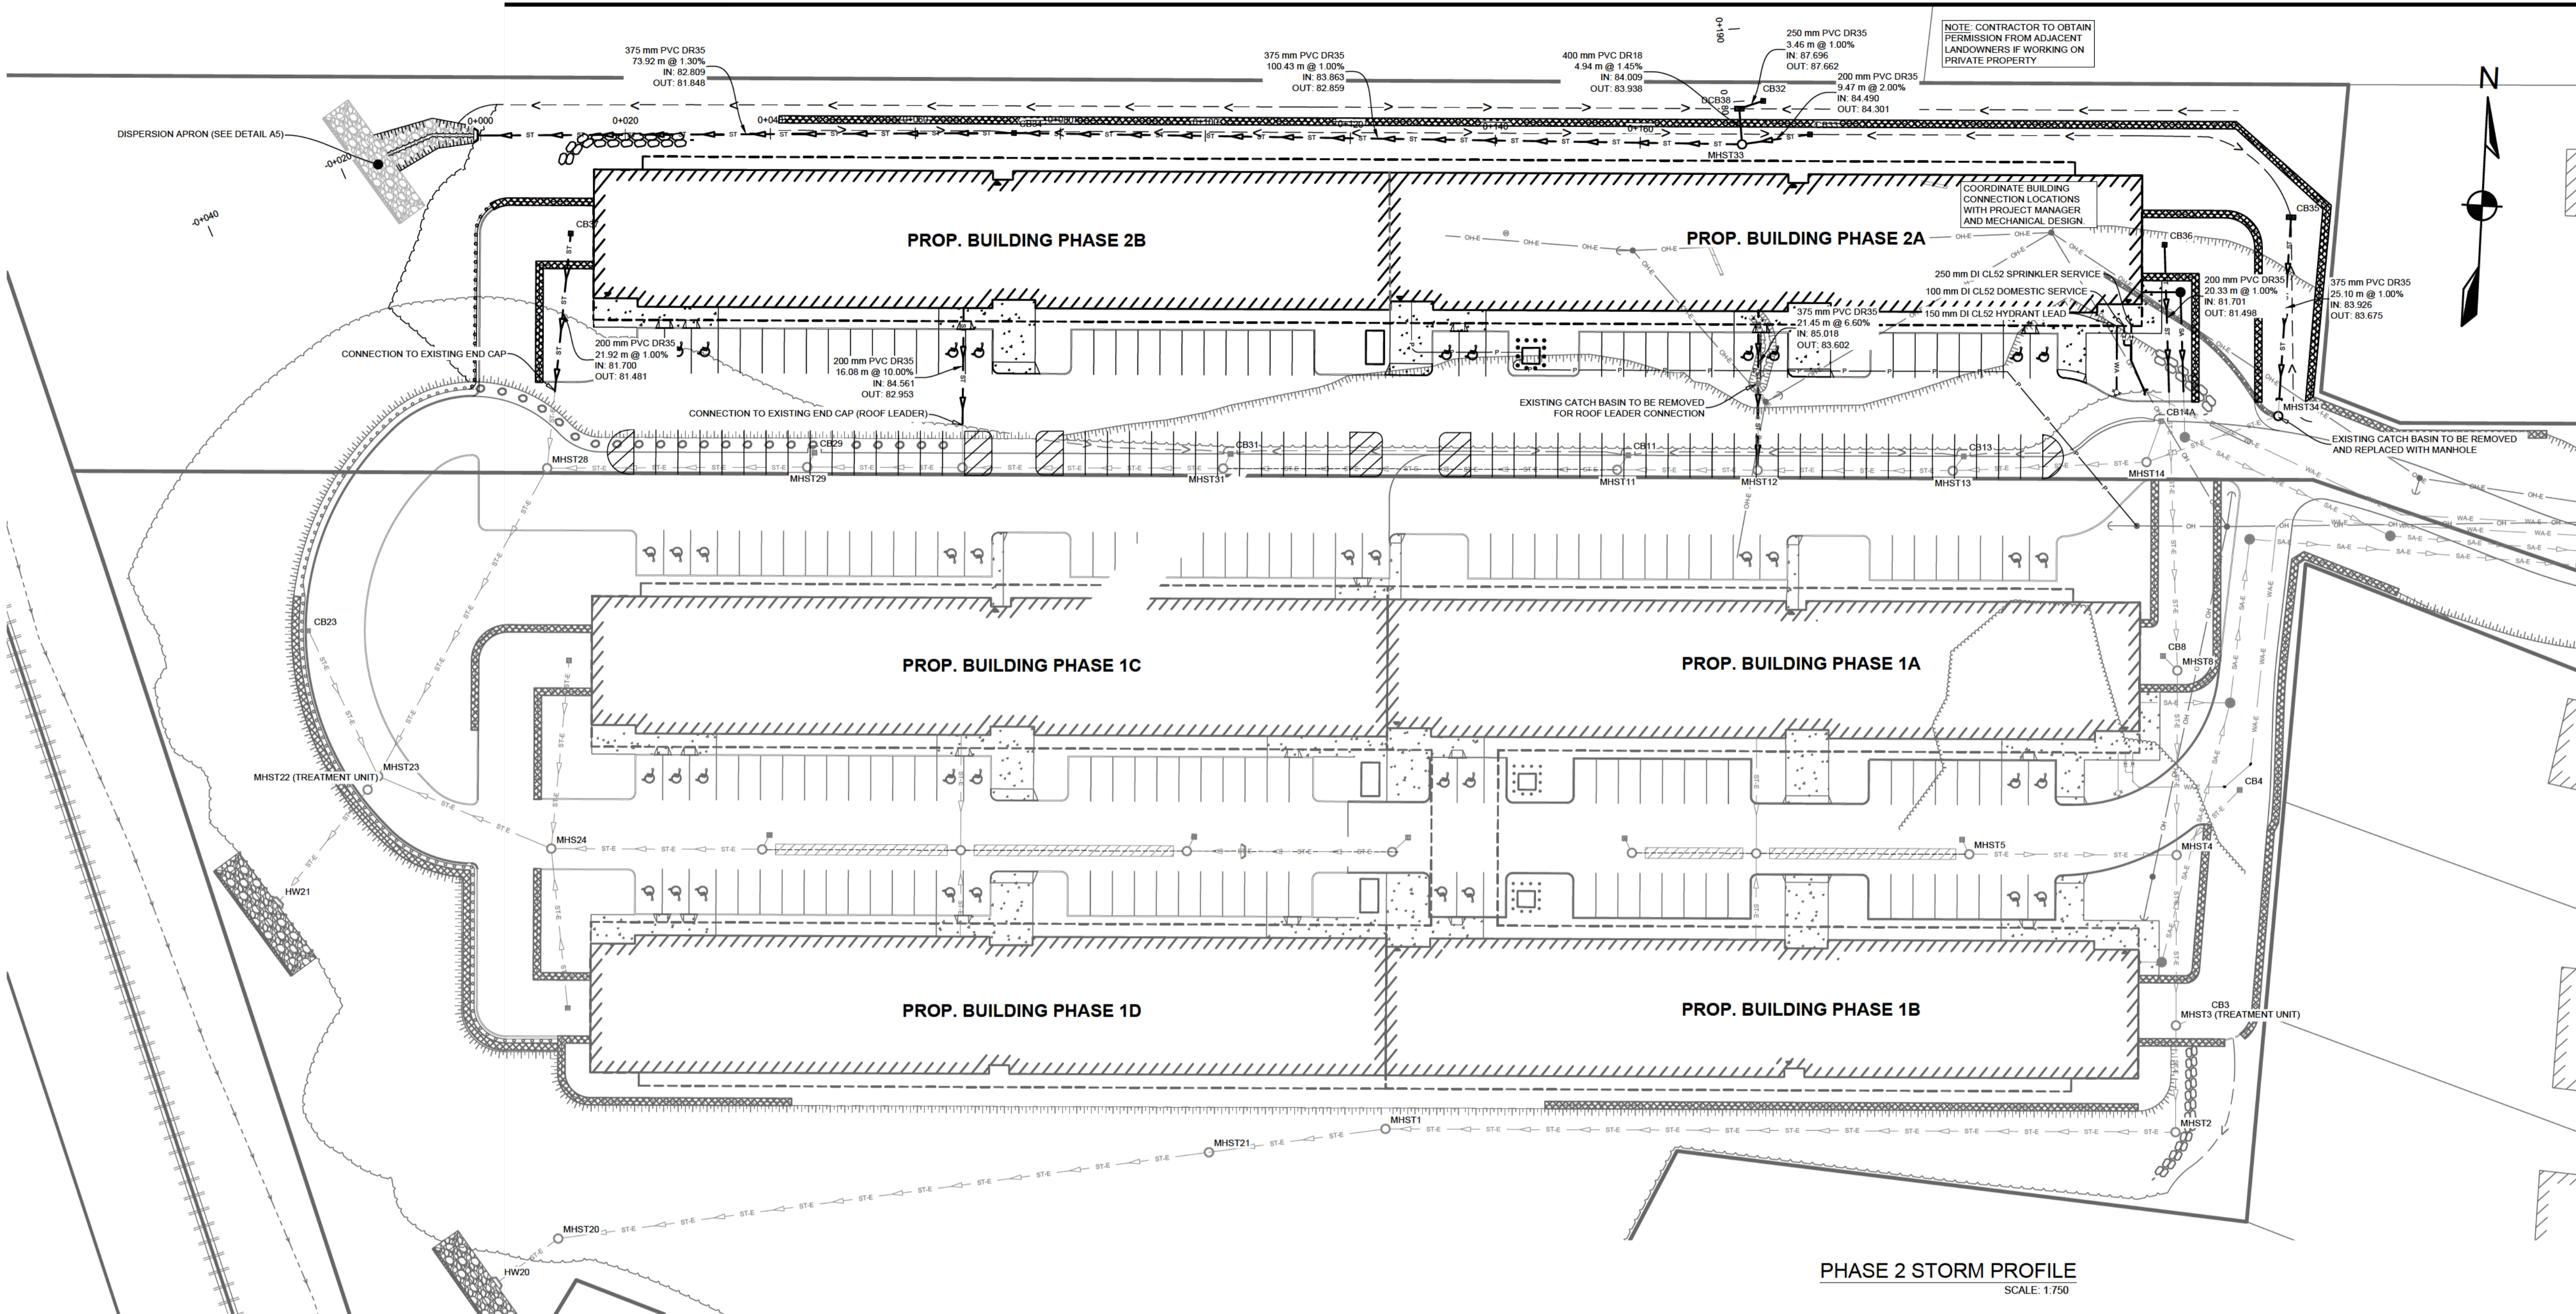 NOTE: CONTRACTOR TO OBTAIN
PERMISSION FROM ADJACENT
LANDOWNERS IF WORKING ON
PRIVATE PROPERTY
N
375 mm PVC DR35
73.92 m @ 1.30%
IN: 82.809
OUT: 81.848
375 mm PVC DR35
100.43 m @ 1.00%
IN: 83.863
OUT: 82.859
400 mm PVC DR18
4.94 m @ 1.45%
IN: 84.009
OUT: 83.938
0+190
250 mm PVC DR35
3.46 m @ 1.00%
IN: 87.696
OUT: 87.662
200 mm PVC DR35
9.47 m @ 2.00%
IN: 84.490
OUT: 84.301
CB32
DCB38
CB33
MHST33
DISPERSION APRON (SEE DETAIL A5)
0+000
0+020
0+040
0+140
0+160
-0+020
-0+040
COORDINATE BUILDING
CONNECTION LOCATIONS
WITH PROJECT MANAGER
AND MECHANICAL DESIGN.
CB37
CB35
CB36
PROP. BUILDING PHASE 2B
PROP. BUILDING PHASE 2A
250 mm DI CL52 SPRINKLER SERVICE
100 mm DI CL52 DOMESTIC SERVICE
150 mm DI CL52 HYDRANT LEAD
200 mm PVC DR35
20.33 m @ 1.00%
IN: 81.701
OUT: 81.498
375 mm PVC DR35
25.10 m @ 1.00%
IN: 83.926
OUT: 83.675
375 mm PVC DR35
21.45 m @ 6.60%
IN: 85.018
OUT: 83.602
CONNECTION TO EXISTING END CAP
200 mm PVC DR35
21.92 m @ 1.00%
IN: 81.700
OUT: 81.481
200 mm PVC DR35
16.08 m @ 10.00%
IN: 84.561
OUT: 82.953
CONNECTION TO EXISTING END CAP (ROOF LEADER)
EXISTING CATCH BASIN TO BE REMOVED
FOR ROOF LEADER CONNECTION
CB14A
MHST34
EXISTING CATCH BASIN TO BE REMOVED
AND REPLACED WITH MANHOLE
CB29
CB31
CB11
CB13
MHST28
MHST29
MHST31
MHST11
MHST12
MHST13
MHST14
CB23
CB8
MHST8
PROP. BUILDING PHASE 1C
PROP. BUILDING PHASE 1A
MHST23
MHST22 (TREATMENT UNIT)
CB4
MHS24
MHST5
MHST4
HW21
PROP. BUILDING PHASE 1D
PROP. BUILDING PHASE 1B
CB3
MHST3 (TREATMENT UNIT)
MHST1
MHST2
MHST21
MHST20
HW20
PHASE 2 STORM PROFILE
SCALE: 1:750